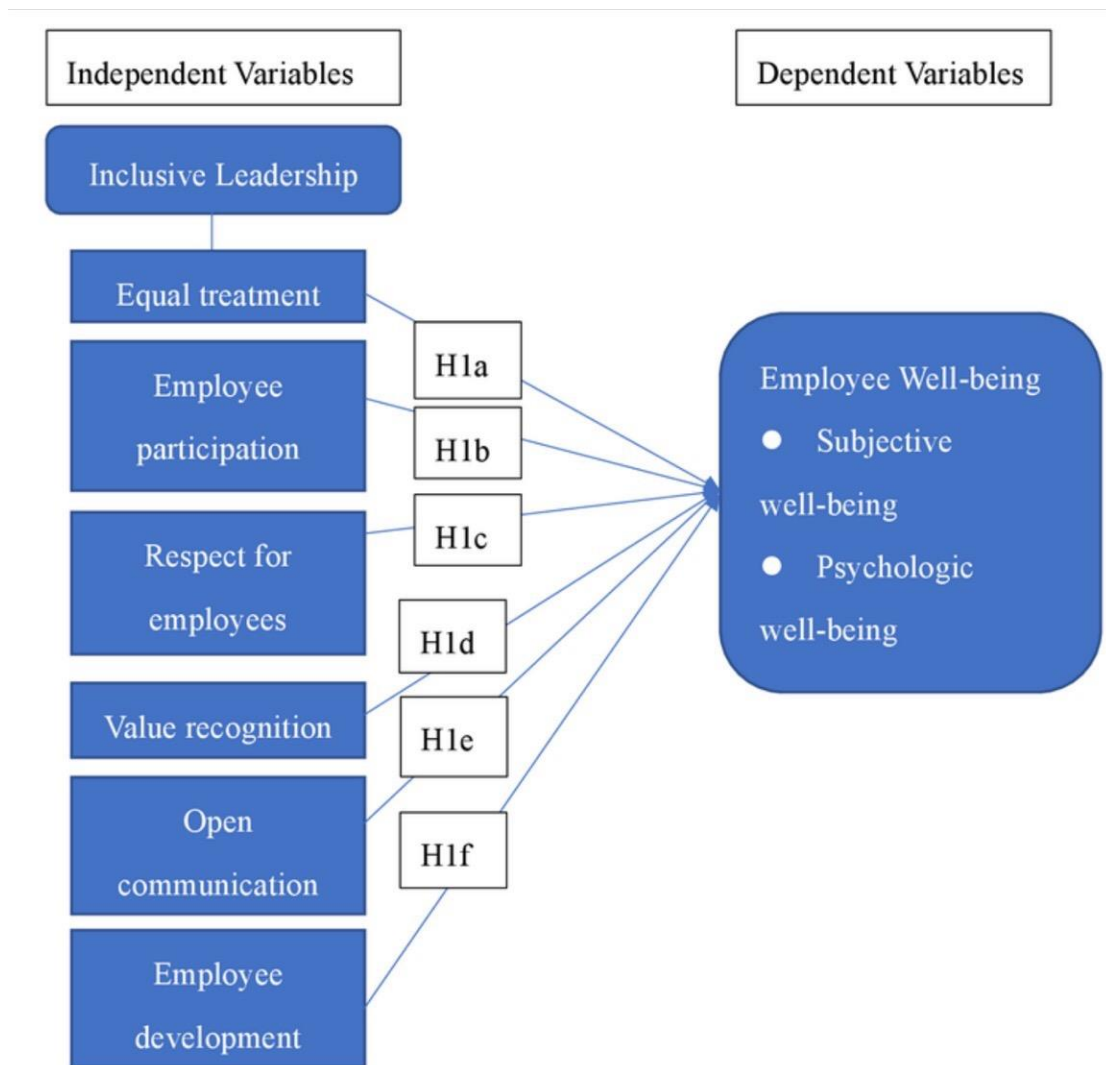 Independent Variables
Dependent Variables
Inclusive Leadership
Equal treatment
Employee
participation
Respect for
employees
Value recognition
Open
communication
Employee
development
H1a
H1b
H1c
H1d
H1e
H1f
Employee Well-being
● Subjective
well-being
● Psychologic
well-being